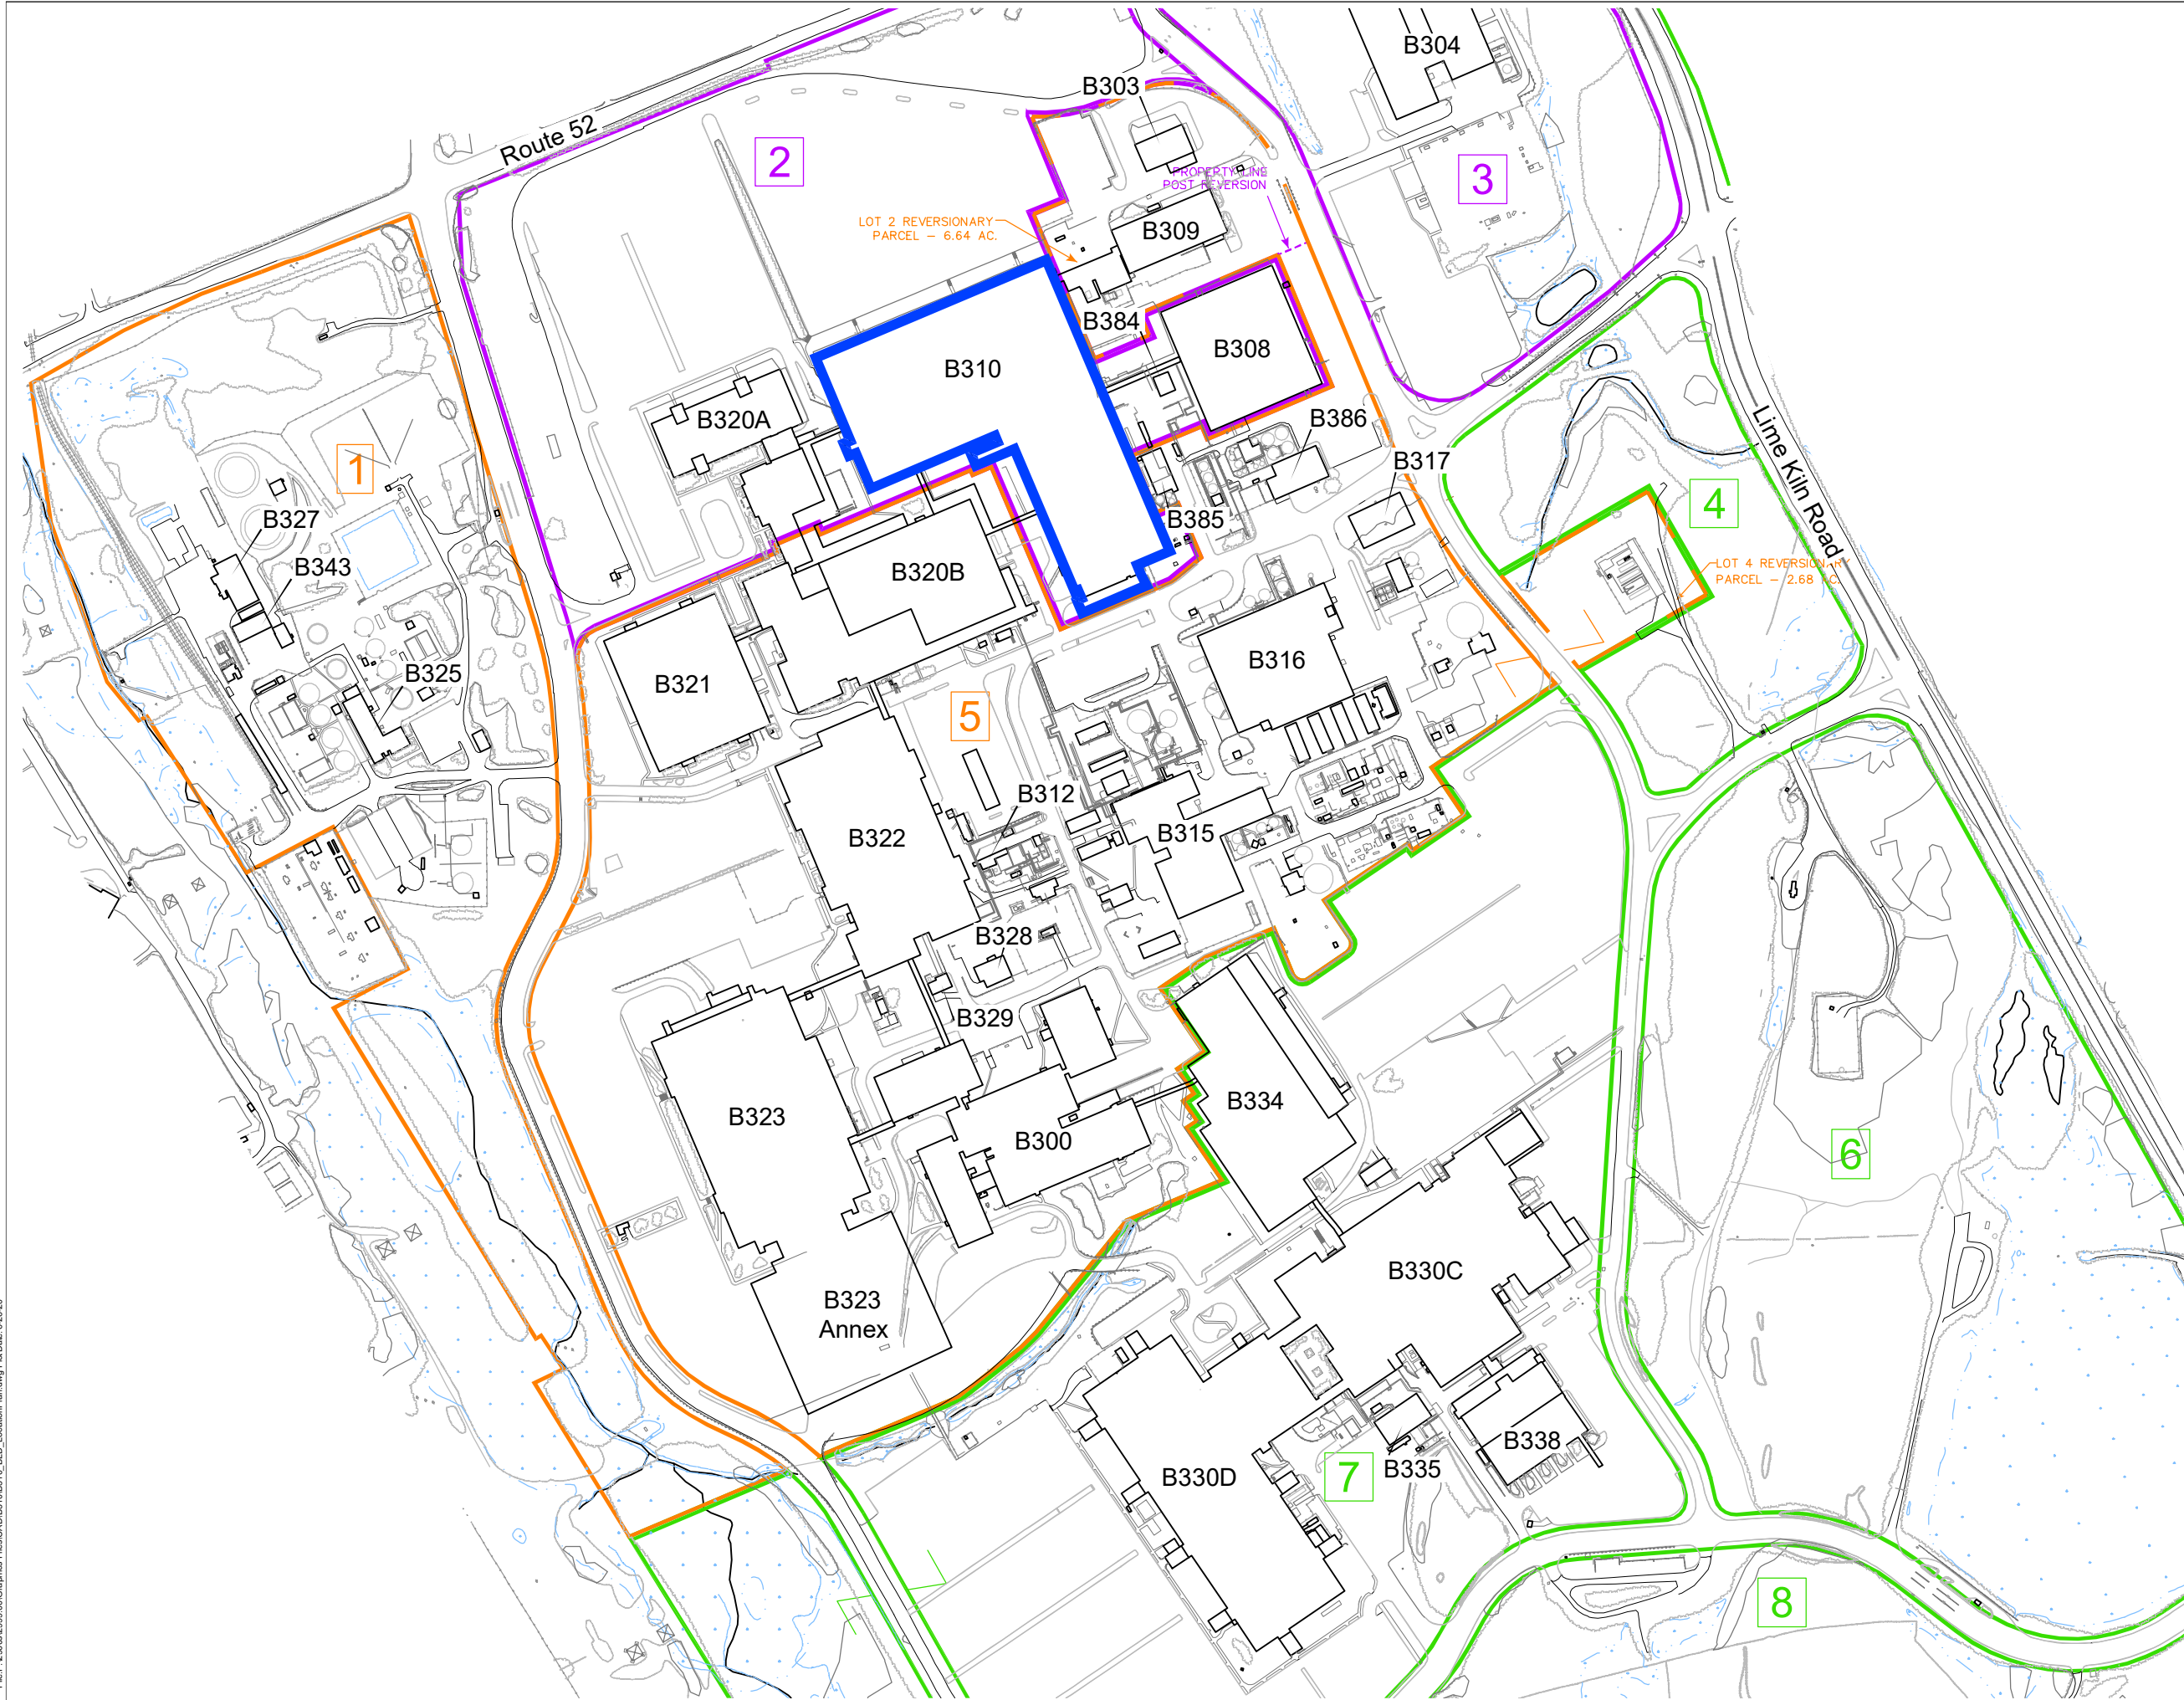 B304
B303
Route 52
2
PROPERTY LINE
POST REVERSION
3
LOT 2 REVERSIONARY
PARCEL – 6.64 AC.
B309
B384
B308
B310
B320A
B386
B317
Lime Kiln Road
1
4
B327
B385
B343
B320B
LOT 4 REVERSIONARY
PARCEL – 2.68 AC.
B325
B321
B316
5
B312
B322
B315
B328
B329
B323
B334
B300
6
B330C
B323
Annex
B338
B335
B330D
7
8